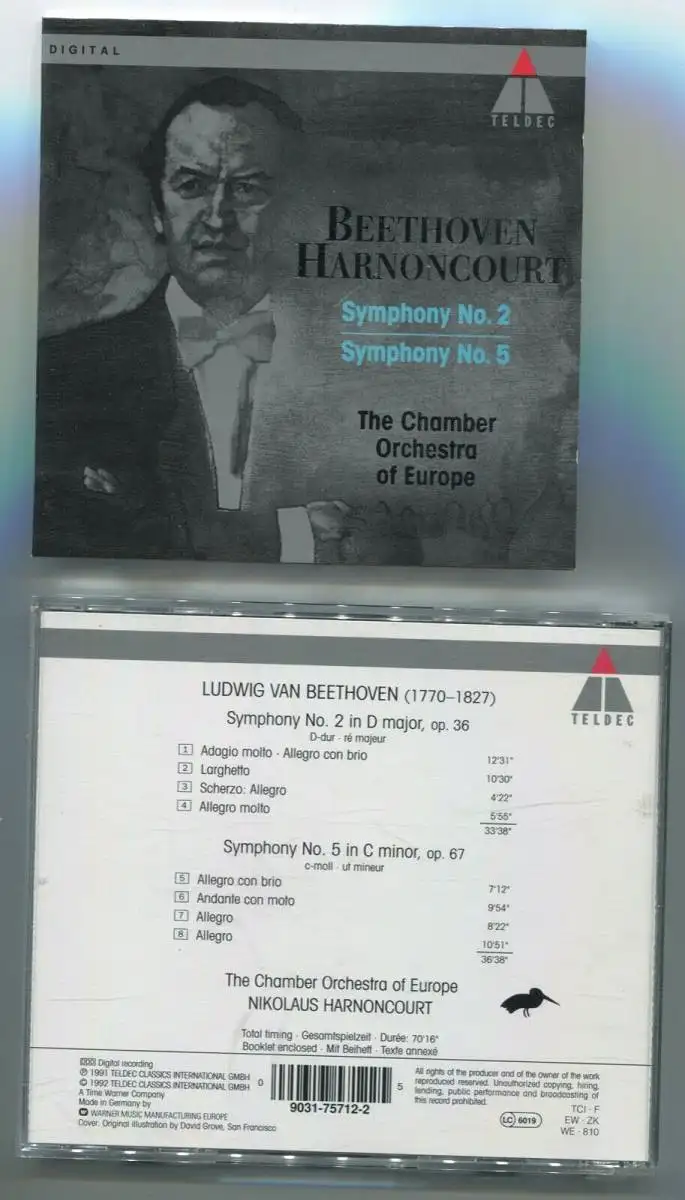 DIGITAL
TELDEC
BEETHOVEN
HARNONCOURT
Symphony No. 2
Symphony No. 5
The Chamber
Orchestra
of Europe
TELDEC
LUDWIG VAN BEETHOVEN (1770–1827)
Symphony No. 2 in D major, op. 36
D-dur · ré majeur
1 Adagio molto · Allegro con brio 12'31"
2 Larghetto 10'30"
3 Scherzo: Allegro 4'22"
4 Allegro molto 5'55"
33'38"
Symphony No. 5 in C minor, op. 67
c-moll · ut mineur
5 Allegro con brio 7'12"
6 Andante con moto 9'54"
7 Allegro 8'22"
8 Allegro 10'51"
36'38"
The Chamber Orchestra of Europe
NIKOLAUS HARNONCOURT
Total timing · Gesamtspielzeit · Durée: 70'16"
Booklet enclosed · Mit Beiheft · Texte annexé
DDD Digital recording
℗ 1991 TELDEC CLASSICS INTERNATIONAL GMBH
© 1992 TELDEC CLASSICS INTERNATIONAL GMBH
A Time Warner Company
Made in Germany by
WARNER MUSIC MANUFACTURING EUROPE
Cover: Original illustration by David Grove, San Francisco
0 5
9031-75712-2
All rights of the producer and of the owner of the work
reproduced reserved. Unauthorized copying, hiring,
lending, public performance and broadcasting of
this record prohibited.
LC 6019
TCI · F
EW · ZK
WE · 810